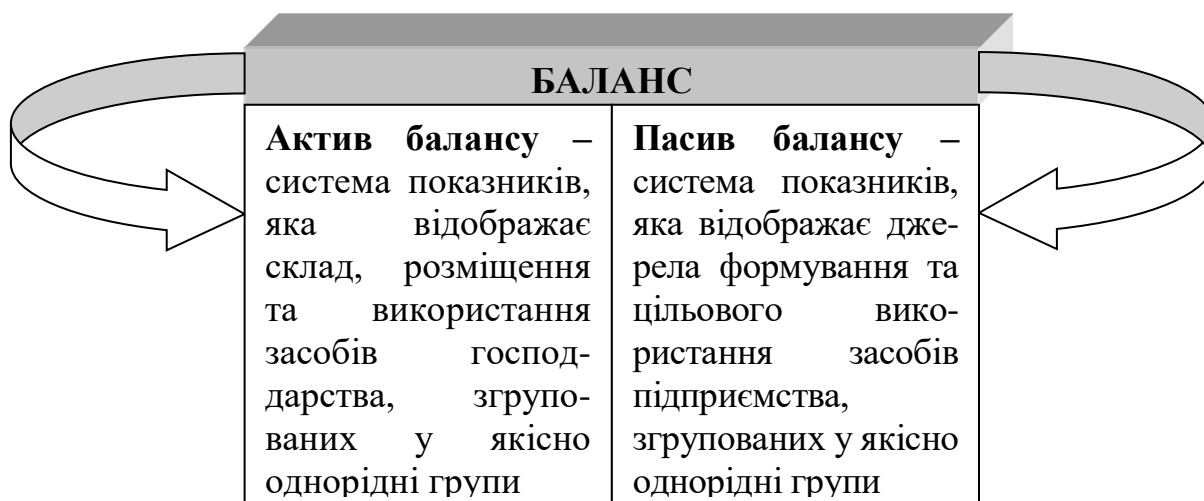 БАЛАНС
Актив балансу –
система показників,
яка відображає
склад, розміщення
та використання
засобів господ-
дарства, згрупо-
ваних у якісно
однорідні групи
Пасив балансу –
система показників,
яка відображає дже-
рела формування та
цільового вико-
ристання засобів
підприємства,
згрупованих у якісно
однорідні групи